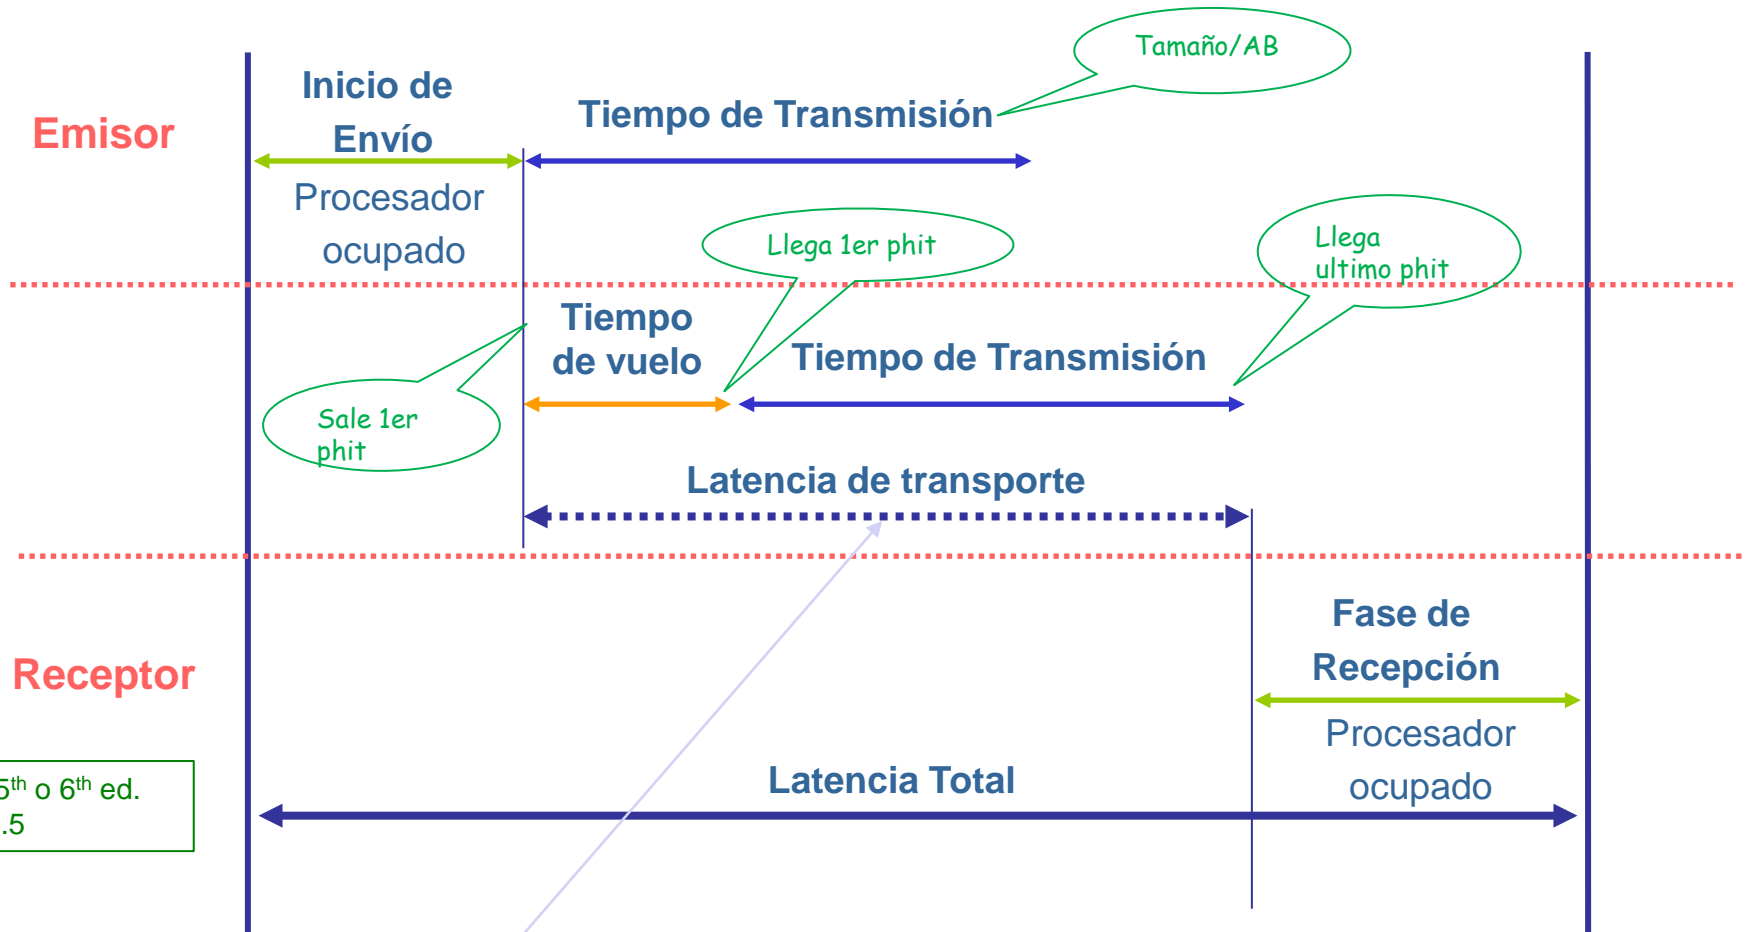 Tamaño/AB
Inicio de
Envío
Tiempo de Transmisión
Emisor
Procesador
ocupado
Llega 1er phit
Llega
ultimo phit
Tiempo
de vuelo
Tiempo de Transmisión
Sale 1er
phit
Latencia de transporte
Fase de
Recepción
Receptor
Procesador
ocupado
5th o 6th ed.
.5
Latencia Total